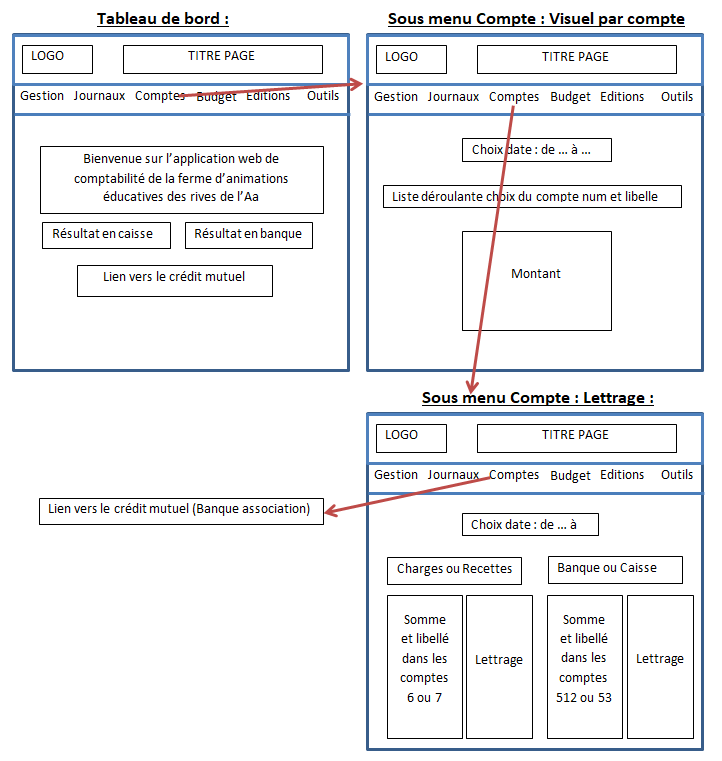 Tableau de bord :
LOGO
TITRE PAGE
Gestion Journaux Comptes Budget Editions Outils
Bienvenue sur l'application web de
comptabilité de la ferme d'animations
éducatives des rives de l'Aa
Résultat en caisse
Résultat en banque
Lien vers le crédit mutuel
Sous menu Compte : Visuel par compte
LOGO
TITRE PAGE
Gestion Journaux Comptes Budget Editions Outils
Choix date : de ... à ...
Liste déroulante choix du compte num et libelle
Montant
Sous menu Compte : Lettrage :
LOGO
TITRE PAGE
Gestion Journaux Comptes Budget Editions Outils
Lien vers le crédit mutuel (Banque association)
Choix date : de ... à
Charges ou Recettes
Banque ou Caisse
Somme
et libellé
dans les
comptes
6 ou 7
Lettrage
Somme
et libellé
dans les
comptes
512 ou 53
Lettrage